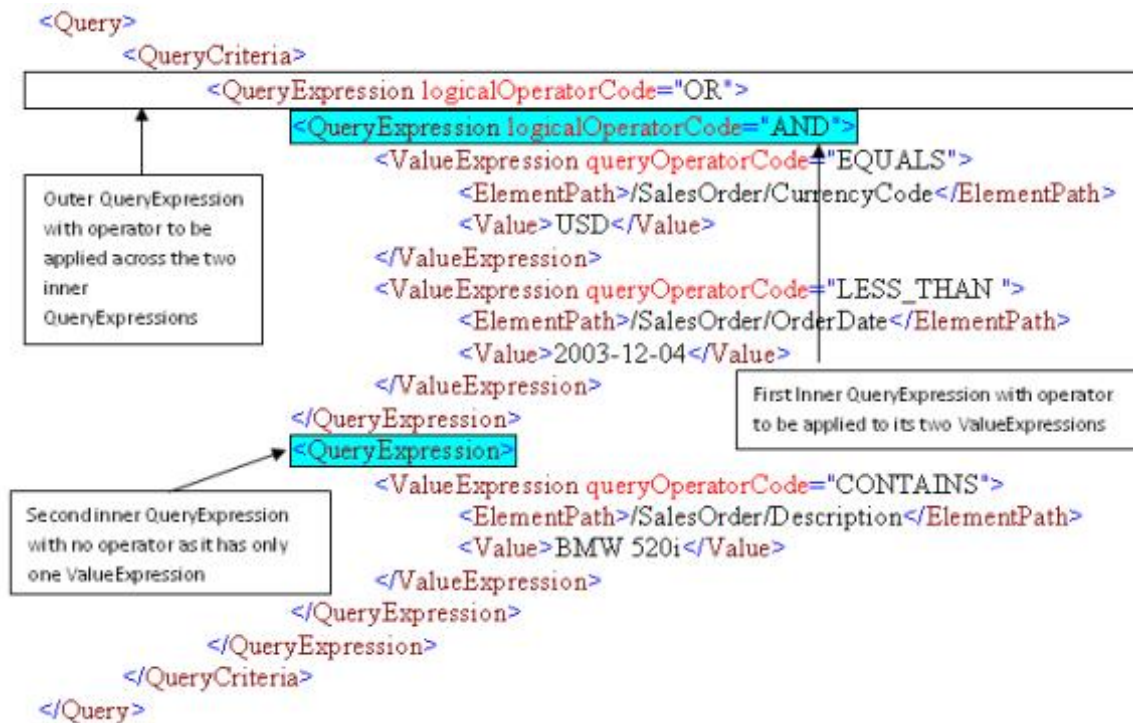 <Query>
<QueryCriteria>
<QueryExpression logicalOperatorCode="OR">
<QueryExpression logicalOperatorCode="AND">
<ValueExpression queryOperatorCode="EQUALS">
<ElementPath>/SalesOrder/CurrencyCode</ElementPath>
<Value>USD</Value>
</ValueExpression>
<ValueExpression queryOperatorCode="LESS_THAN ">
<ElementPath>/SalesOrder/OrderDate</ElementPath>
<Value>2003-12-04</Value>
</ValueExpression>
</QueryExpression>
<QueryExpression>
<ValueExpression queryOperatorCode="CONTAINS">
<ElementPath>/SalesOrder/Description</ElementPath>
<Value>BMW 520i</Value>
</ValueExpression>
</QueryExpression>
</QueryExpression>
</QueryCriteria>
</Query>
Outer QueryExpression
with operator to be
applied across the two
inner
QueryExpressions
First Inner QueryExpression with operator
to be applied to its two ValueExpressions
Second inner QueryExpression
with no operator as it has only
one ValueExpression